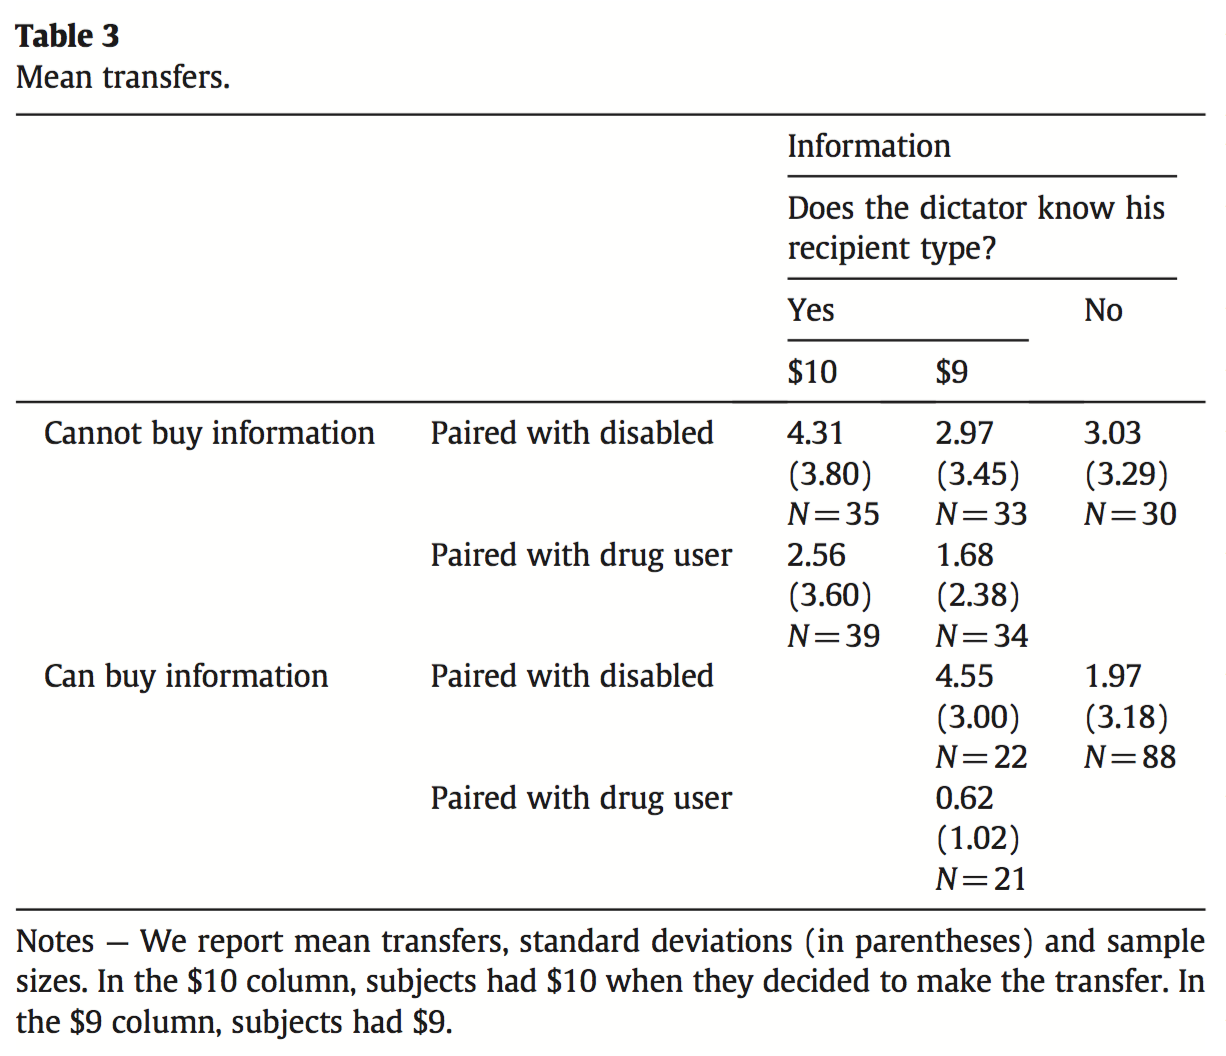 Table 3
Mean transfers.
Information
Does the dictator know his
recipient type?
Yes No
$10 $9
Cannot buy information Paired with disabled 4.31 2.97 3.03
(3.80) (3.45) (3.29)
N=35 N=33 N=30
Paired with drug user 2.56 1.68
(3.60) (2.38)
N=39 N=34
Can buy information Paired with disabled 4.55 1.97
(3.00) (3.18)
N=22 N=88
Paired with drug user 0.62
(1.02)
N=21
Notes — We report mean transfers, standard deviations (in parentheses) and sample
sizes. In the $10 column, subjects had $10 when they decided to make the transfer. In
the $9 column, subjects had $9.